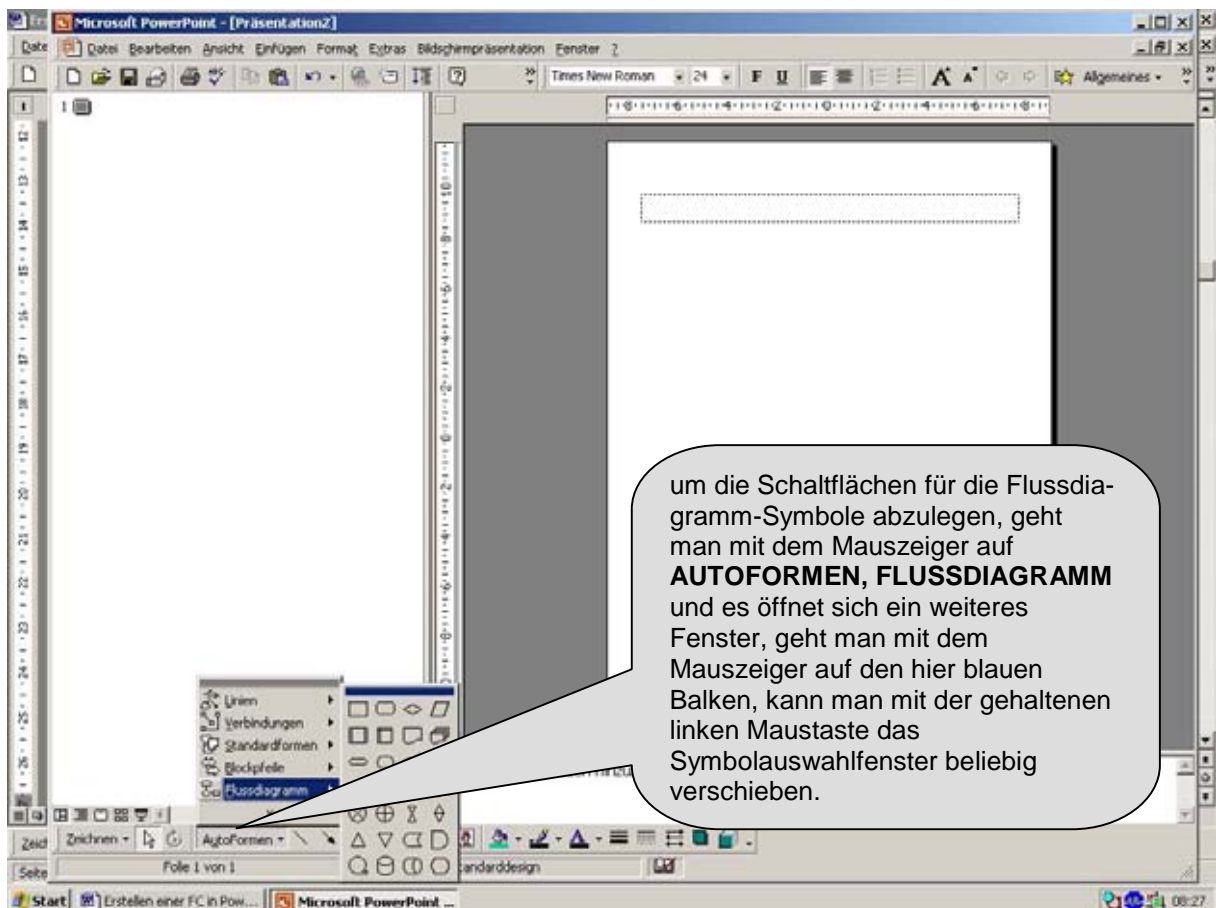 Microsoft PowerPoint - [Präsentation2]
Date
Datei Bearbeiten Ansicht Einfügen Format Extras Bildschirmpräsentation Fenster ?
Times New Roman 24 F U Allgemeines
1
um die Schaltflächen für die Flussdia-
gramm-Symbole abzulegen, geht
man mit dem Mauszeiger auf
AUTOFORMEN, FLUSSDIAGRAMM
und es öffnet sich ein weiteres
Fenster, geht man mit dem
Mauszeiger auf den hier blauen
Balken, kann man mit der gehaltenen
linken Maustaste das
Symbolauswahlfenster beliebig
verschieben.
Linien
Verbindungen
Standardformen
Blockpfeile
Flussdiagramm
Zeich
Zeichnen AutoFormen
Seite
Folie 1 von 1
tandarddesign
Start Erstellen einer FC in Pow... Microsoft PowerPoint ... 08:27